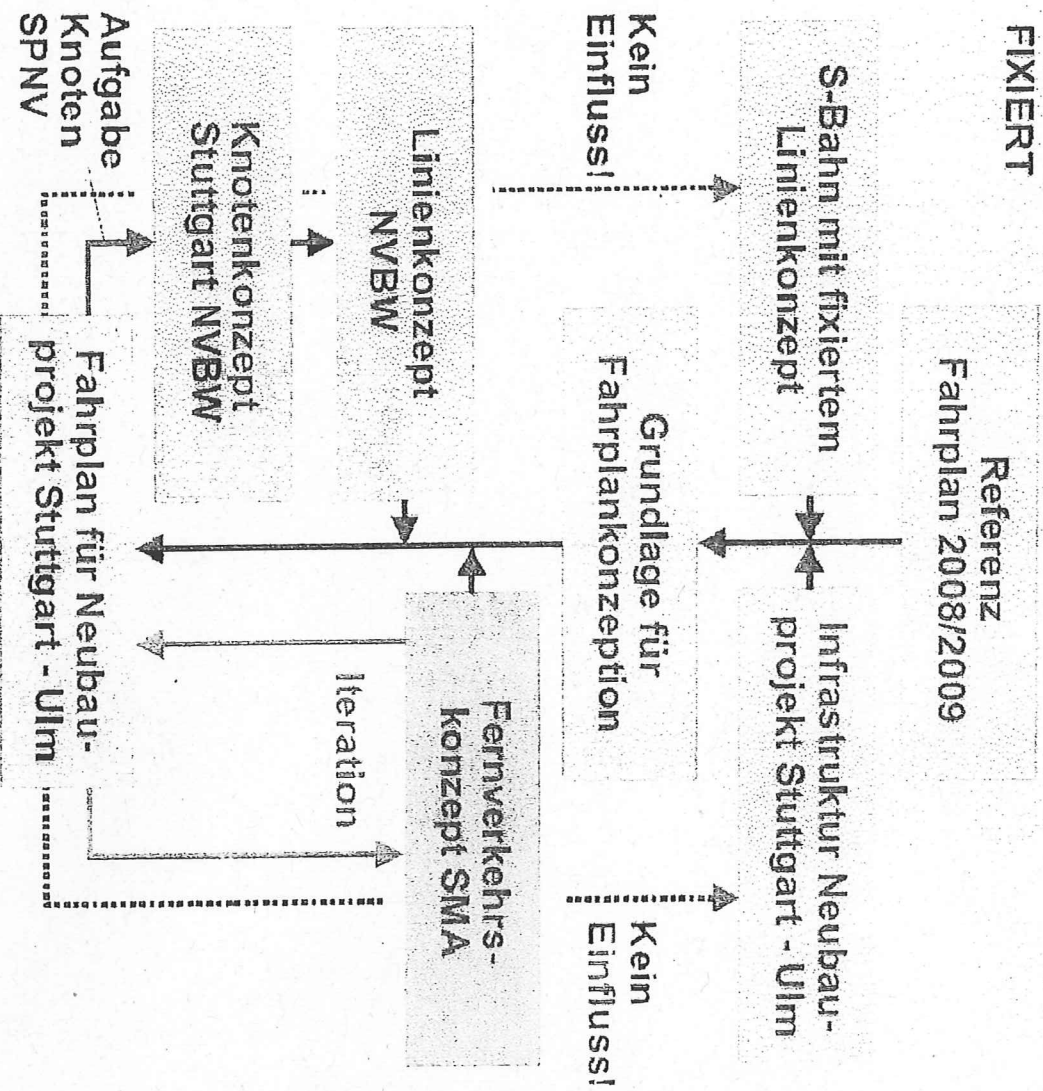 FIXIERT
Referenz
Fahrplan 2008/2009
S-Bahn mit fixiertem
Linienkonzept
Infrastruktur Neubau-
projekt Stuttgart - Ulm
Kein
Einfluss!
Grundlage für
Fahrplankonzeption
Kein
Einfluss!
Linienkonzept
NVBW
Fernverkehrs-
konzept SMA
Knotenkonzept
Stuttgart NVBW
Iteration
Aufgabe
Knoten
SPNV
Fahrplan für Neubau-
projekt Stuttgart - Ulm